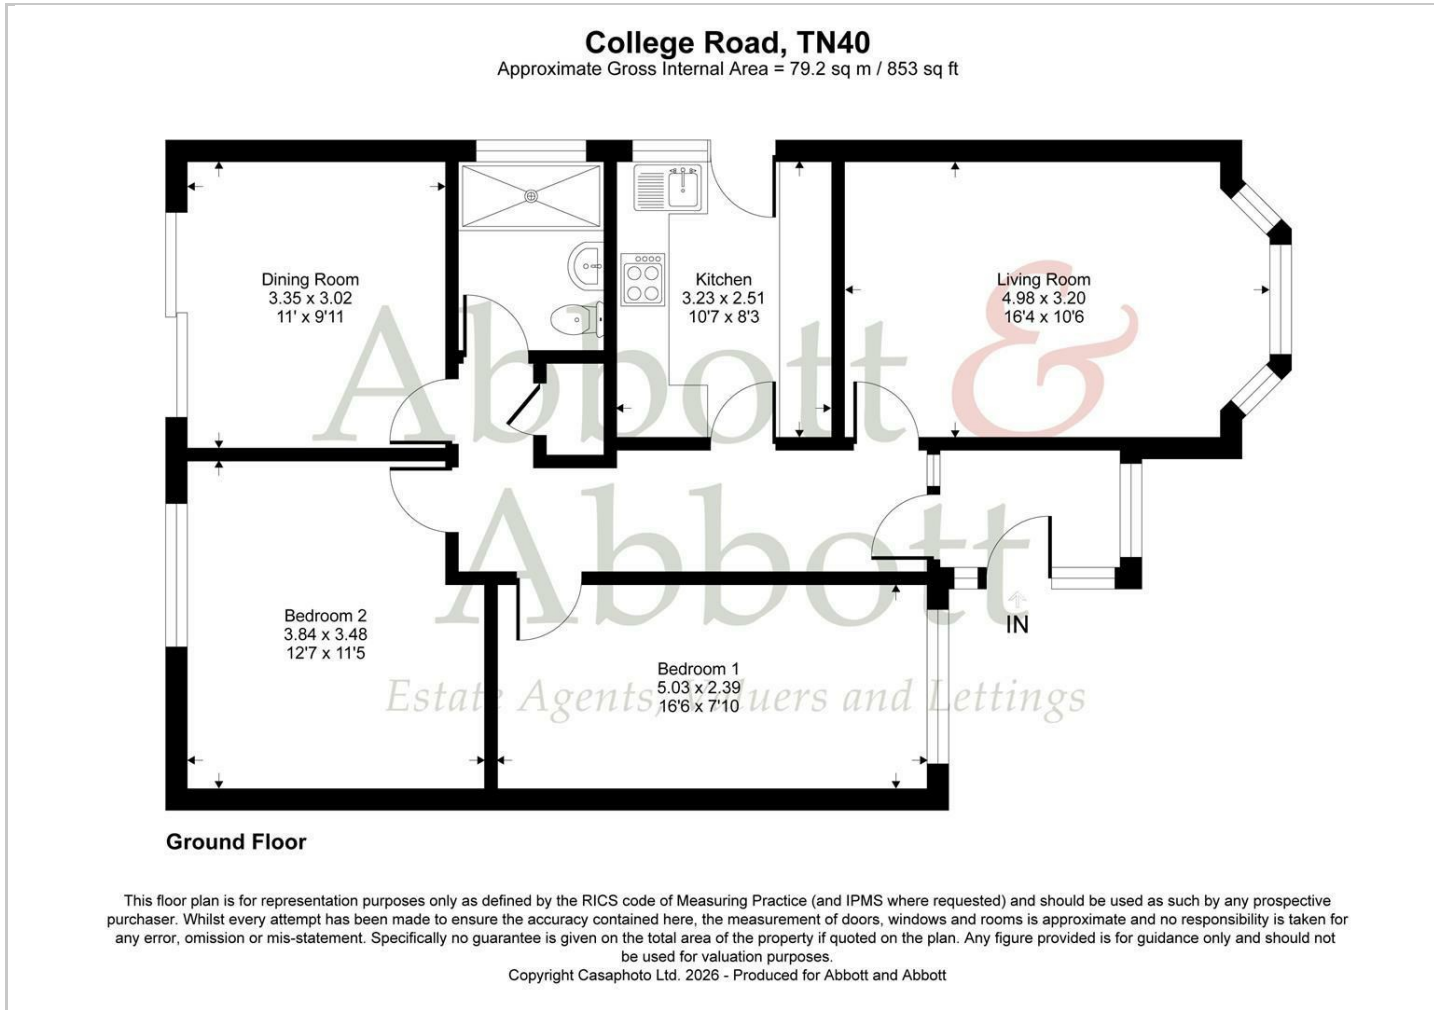 College Road, TN40
Approximate Gross Internal Area = 79.2 sq m / 853 sq ft
Dining Room
3.35 x 3.02
11' x 9'11
Kitchen
3.23 x 2.51
10'7 x 8'3
Living Room
4.98 x 3.20
16'4 x 10'6
Abbott &
Abbott
Estate Agents, Valuers and Lettings
Bedroom 2
3.84 x 3.48
12'7 x 11'5
Bedroom 1
5.03 x 2.39
16'6 x 7'10
IN
Ground Floor
This floor plan is for representation purposes only as defined by the RICS code of Measuring Practice (and IPMS where requested) and should be used as such by any prospective
purchaser. Whilst every attempt has been made to ensure the accuracy contained here, the measurement of doors, windows and rooms is approximate and no responsibility is taken for
any error, omission or mis-statement. Specifically no guarantee is given on the total area of the property if quoted on the plan. Any figure provided is for guidance only and should not
be used for valuation purposes.
Copyright Casaphoto Ltd. 2026 - Produced for Abbott and Abbott